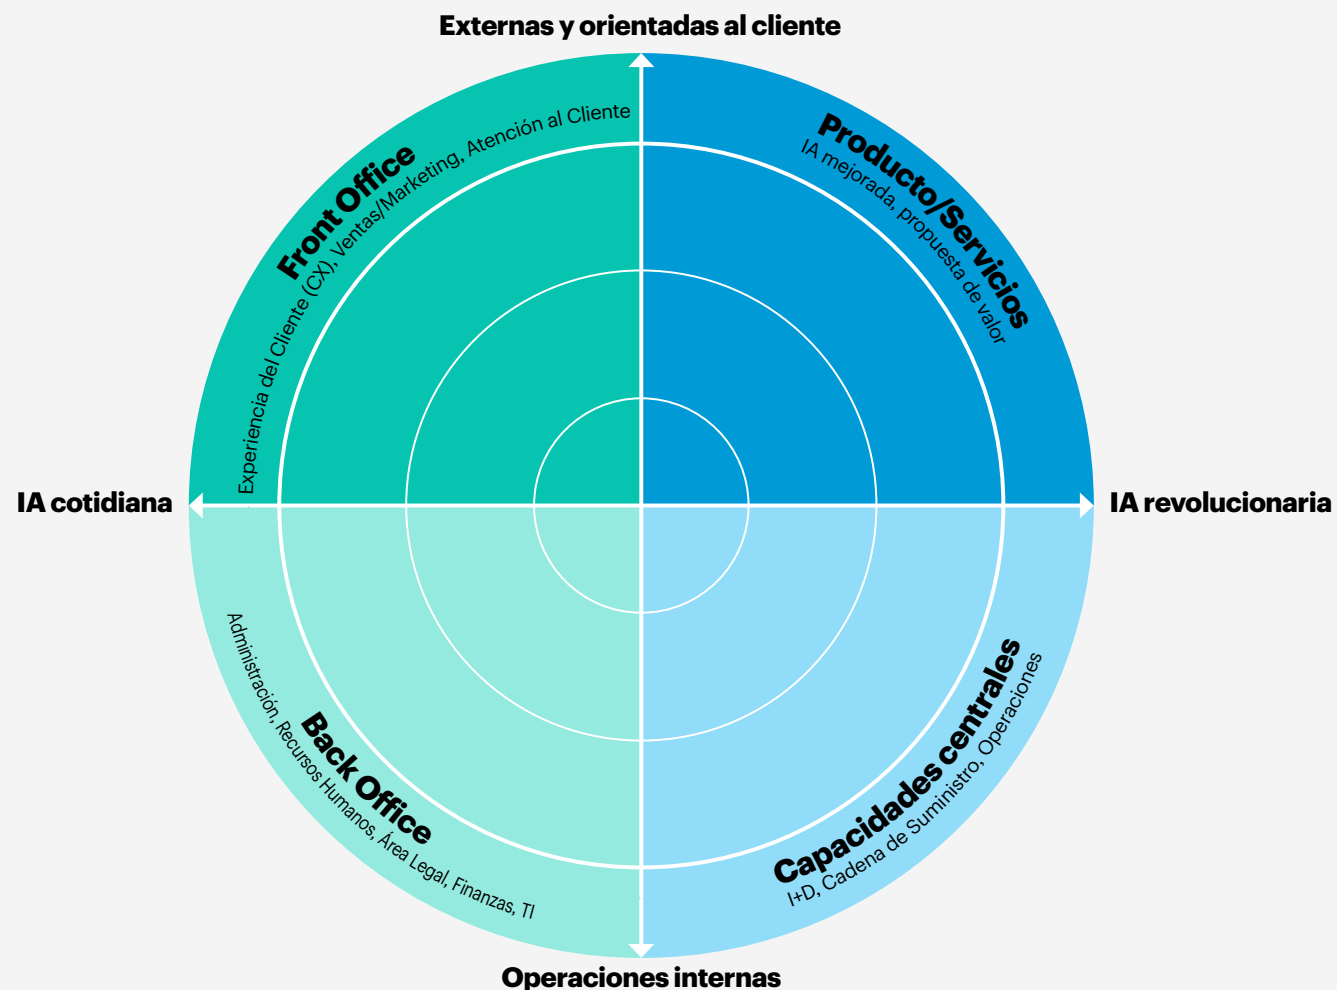 Externas y orientadas al cliente
Front Office
Experiencia del Cliente (CX), Ventas/Marketing, Atención al Cliente
Producto/Servicios
IA mejorada, propuesta de valor
IA cotidiana
IA revolucionaria
Back Office
Administración, Recursos Humanos, Área Legal, Finanzas, TI
Capacidades centrales
I+D, Cadena de Suministro, Operaciones
Operaciones internas